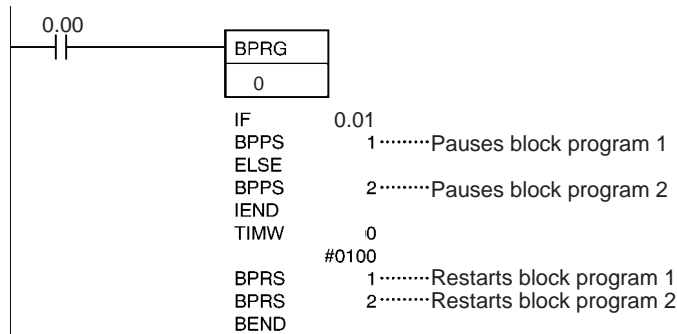 0.00
BPRG
0
IF 0.01
BPPS 1 ········· Pauses block program 1
ELSE
BPPS 2 ········· Pauses block program 2
IEND
TIMW 0
#0100
BPRS 1 ········· Restarts block program 1
BPRS 2 ········· Restarts block program 2
BEND